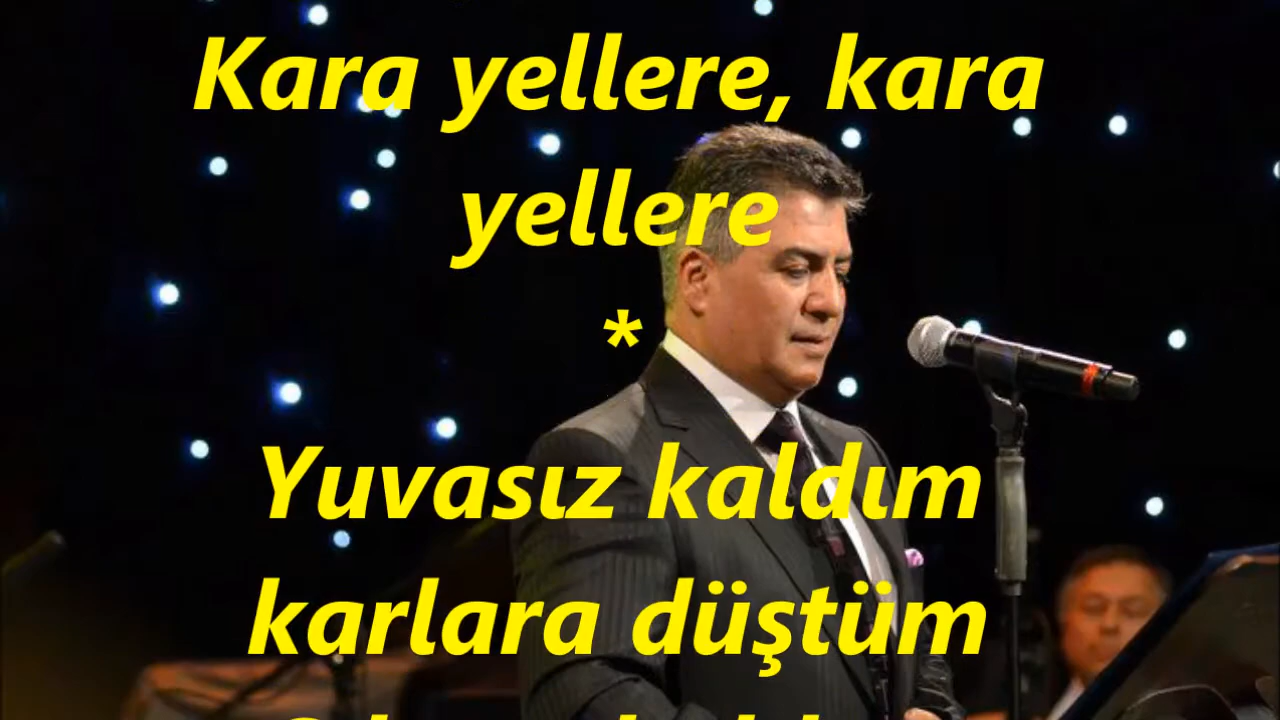 Kara yellere, kara
yellere
*
Yuvasız kaldım
karlara düştüm